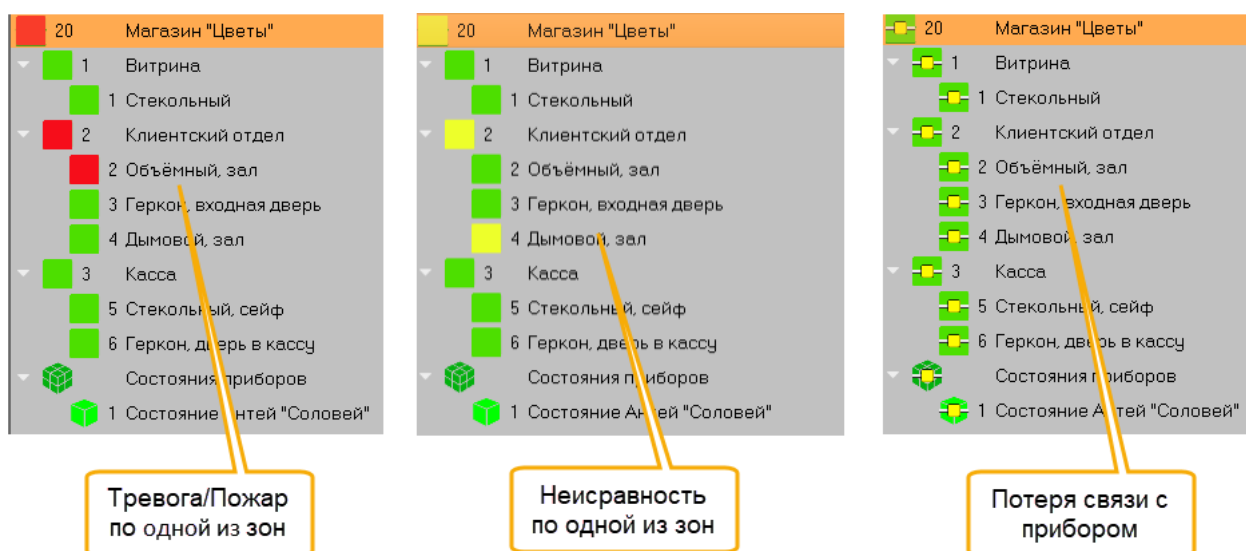 20 Магазин "Цветы"
1 Витрина
1 Стекольный
2 Клиентский отдел
2 Объёмный, зал
3 Геркон, входная дверь
4 Дымовой, зал
3 Касса
5 Стекольный, сейф
6 Геркон, дверь в кассу
Состояния приборов
1 Состояние Антей "Соловей"
Тревога/Пожар
по одной из зон
20 Магазин "Цветы"
1 Витрина
1 Стекольный
2 Клиентский отдел
2 Объёмный, зал
3 Геркон, входная дверь
4 Дымовой, зал
3 Касса
5 Стекольный, сейф
6 Геркон, дверь в кассу
Состояния приборов
1 Состояние Антей "Соловей"
Неисравность
по одной из зон
20 Магазин "Цветы"
1 Витрина
1 Стекольный
2 Клиентский отдел
2 Объёмный, зал
3 Геркон, входная дверь
4 Дымовой, зал
3 Касса
5 Стекольный, сейф
6 Геркон, дверь в кассу
Состояния приборов
1 Состояние Антей "Соловей"
Потеря связи с
прибором